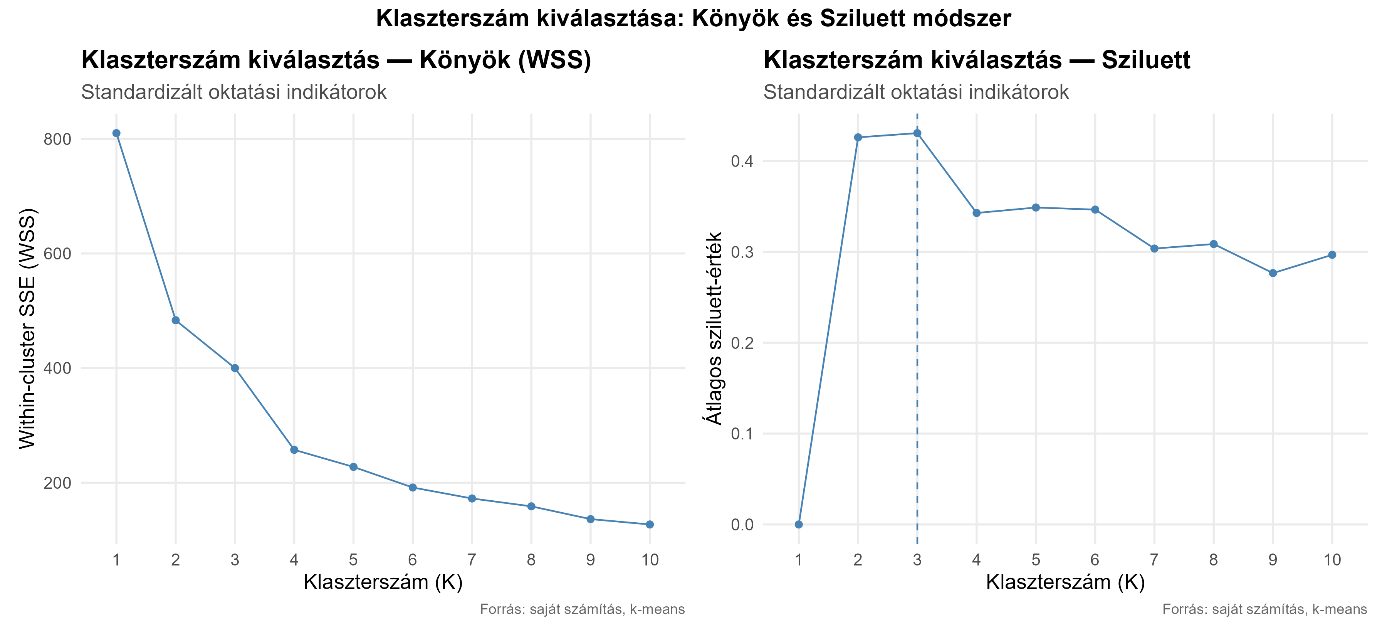 Klaszterszám kiválasztása: Könyök és Sziluett módszer
Klaszterszám kiválasztás — Könyök (WSS)
Standardizált oktatási indikátorok
Within-cluster SSE (WSS)
800
600
400
200
1 2 3 4 5 6 7 8 9 10
Klaszterszám (K)
Forrás: saját számítás, k-means
Klaszterszám kiválasztás — Sziluett
Standardizált oktatási indikátorok
Átlagos sziluett-érték
0.4
0.3
0.2
0.1
0.0
1 2 3 4 5 6 7 8 9 10
Klaszterszám (K)
Forrás: saját számítás, k-means